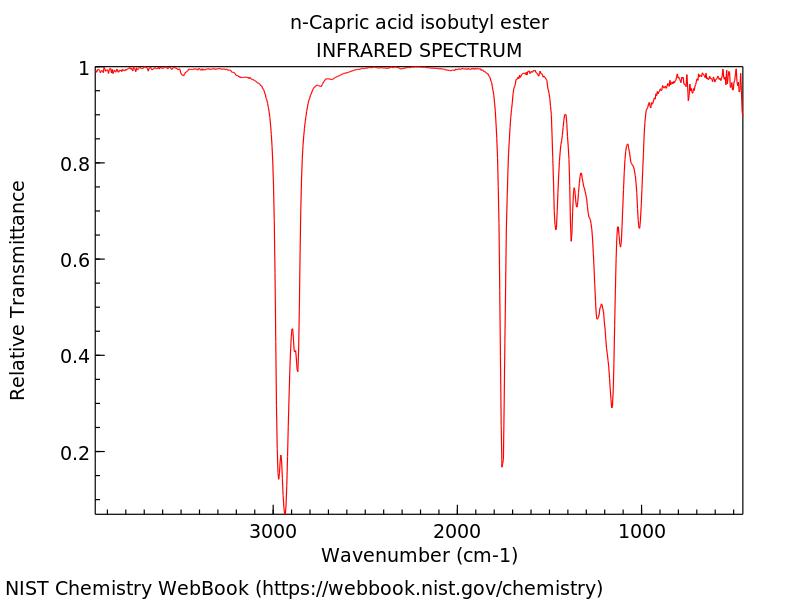 n-Capric acid isobutyl ester
INFRARED SPECTRUM
1
0.8
0.6
0.4
0.2
Relative Transmittance
3000 2000 1000
Wavenumber (cm-1)
NIST Chemistry WebBook (https://webbook.nist.gov/chemistry)